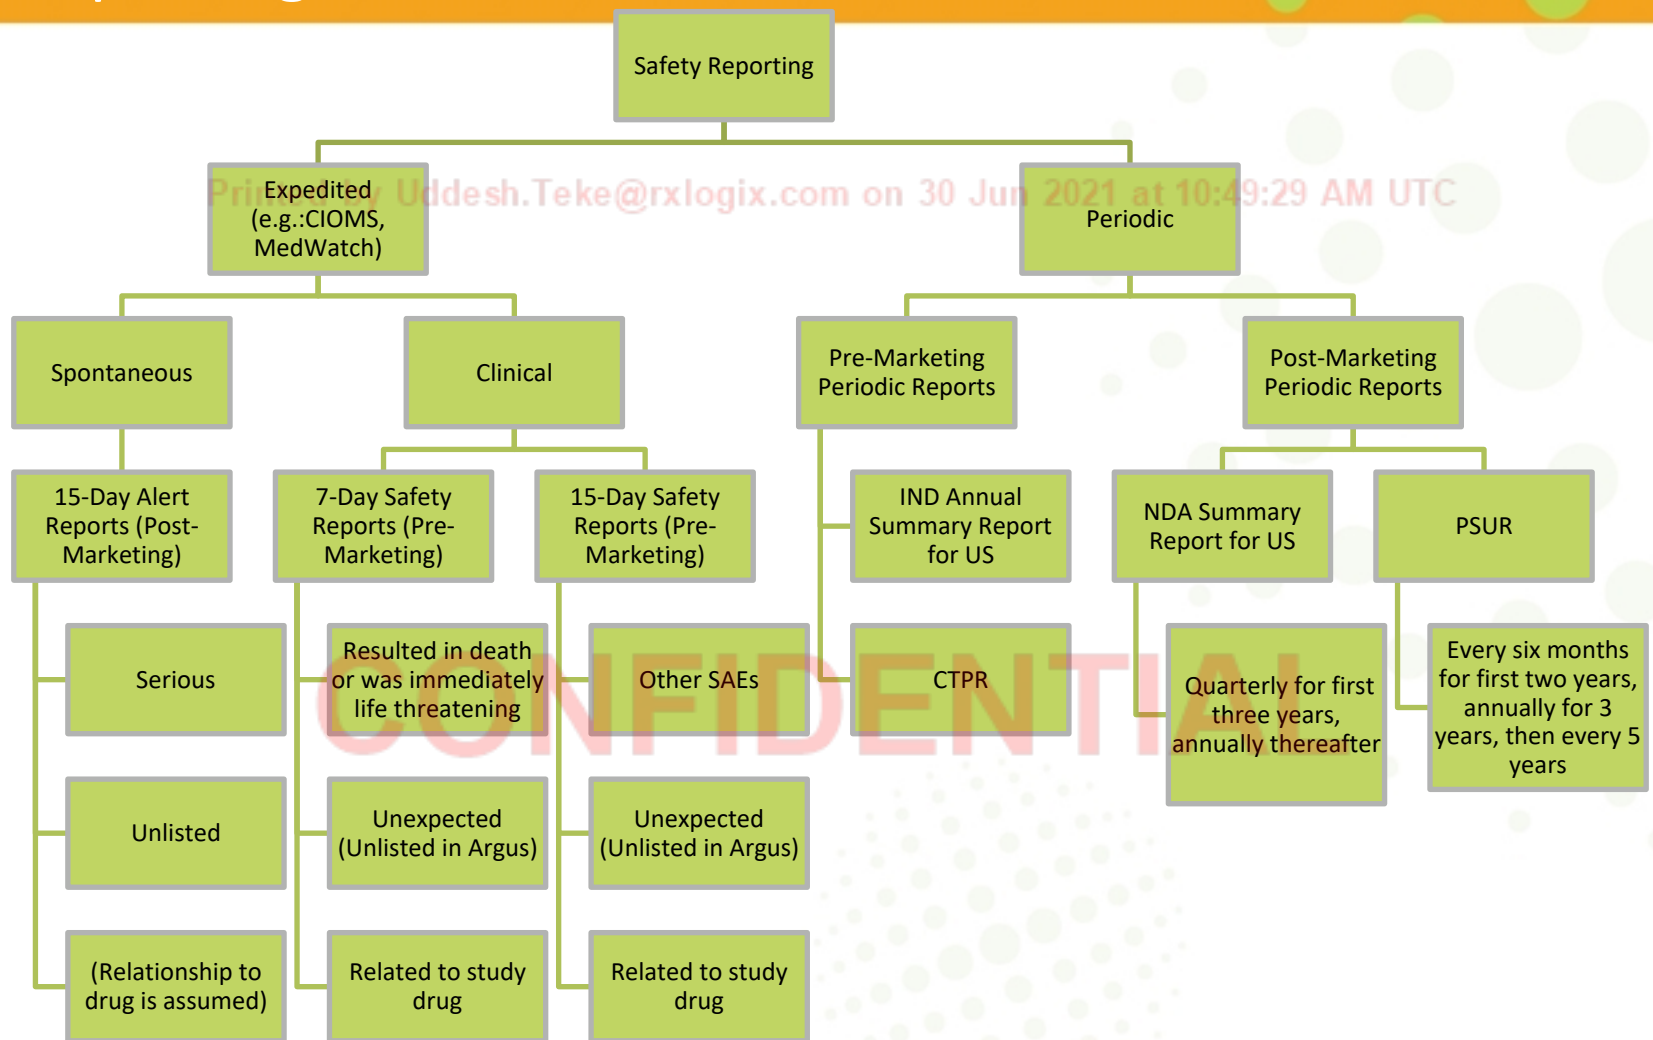 Safety Reporting
Printed by Uddesh.Teke@rxlogix.com on 30 Jun 2021 at 10:49:29 AM UTC
Expedited
(e.g.:CIOMS,
MedWatch)
Periodic
Spontaneous
Clinical
Pre-Marketing
Periodic Reports
Post-Marketing
Periodic Reports
15-Day Alert
Reports (Post-
Marketing)
7-Day Safety
Reports (Pre-
Marketing)
15-Day Safety
Reports (Pre-
Marketing)
IND Annual
Summary Report
for US
NDA Summary
Report for US
PSUR
Serious
Resulted in death
or was immediately
life threatening
Other SAEs
CTPR
Quarterly for first
three years,
annually thereafter
Every six months
for first two years,
annually for 3
years, then every 5
years
CONFIDENTIAL
Unlisted
Unexpected
(Unlisted in Argus)
Unexpected
(Unlisted in Argus)
(Relationship to
drug is assumed)
Related to study
drug
Related to study
drug